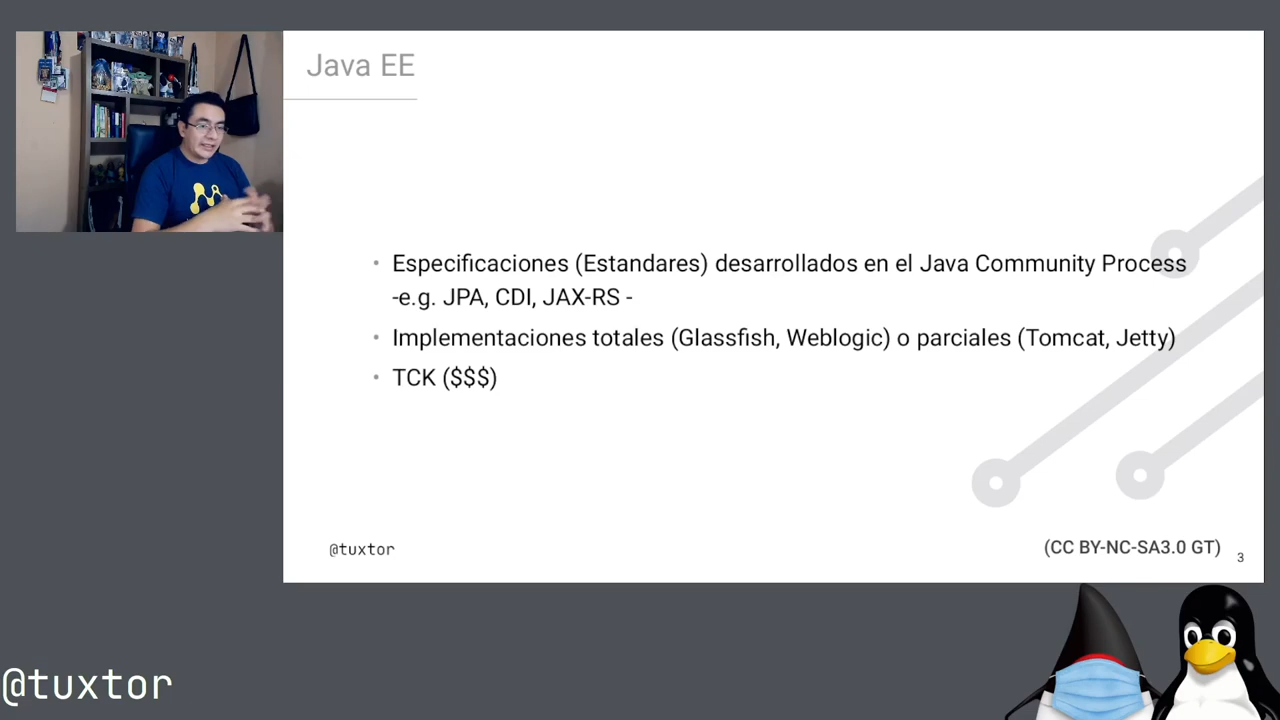 Java EE
• Especificaciones (Estandares) desarrollados en el Java Community Process
-e.g. JPA, CDI, JAX-RS -
• Implementaciones totales (Glassfish, Weblogic) o parciales (Tomcat, Jetty)
• TCK ($$$)
@tuxtor
(CC BY-NC-SA3.0 GT)
3
@tuxtor